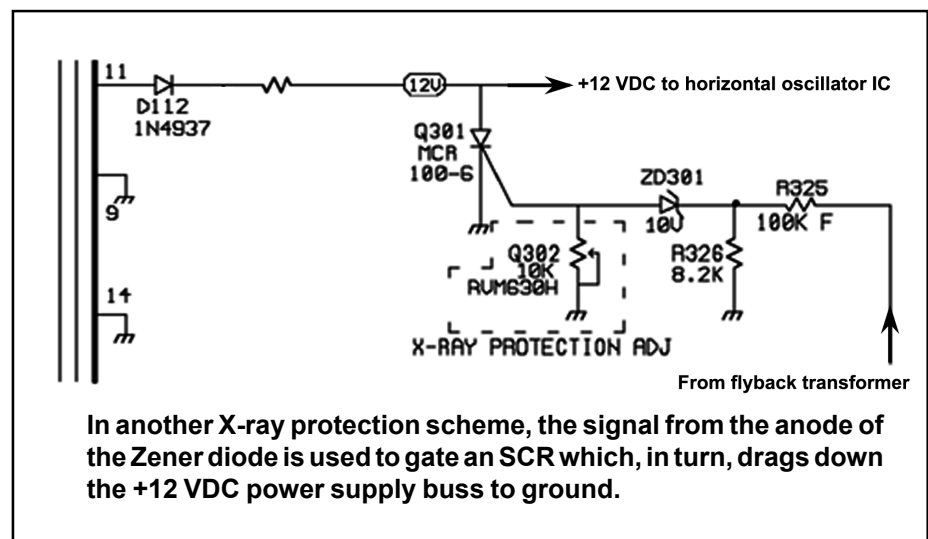 11
D112
1N4937
12V
+12 VDC to horizontal oscillator IC
Q301
MCR
100-6
9
ZD301
10V
R325
100K F
R326
8.2K
Q302
10K
RVM630H
14
X-RAY PROTECTION ADJ
From flyback transformer
In another X-ray protection scheme, the signal from the anode of
the Zener diode is used to gate an SCR which, in turn, drags down
the +12 VDC power supply buss to ground.